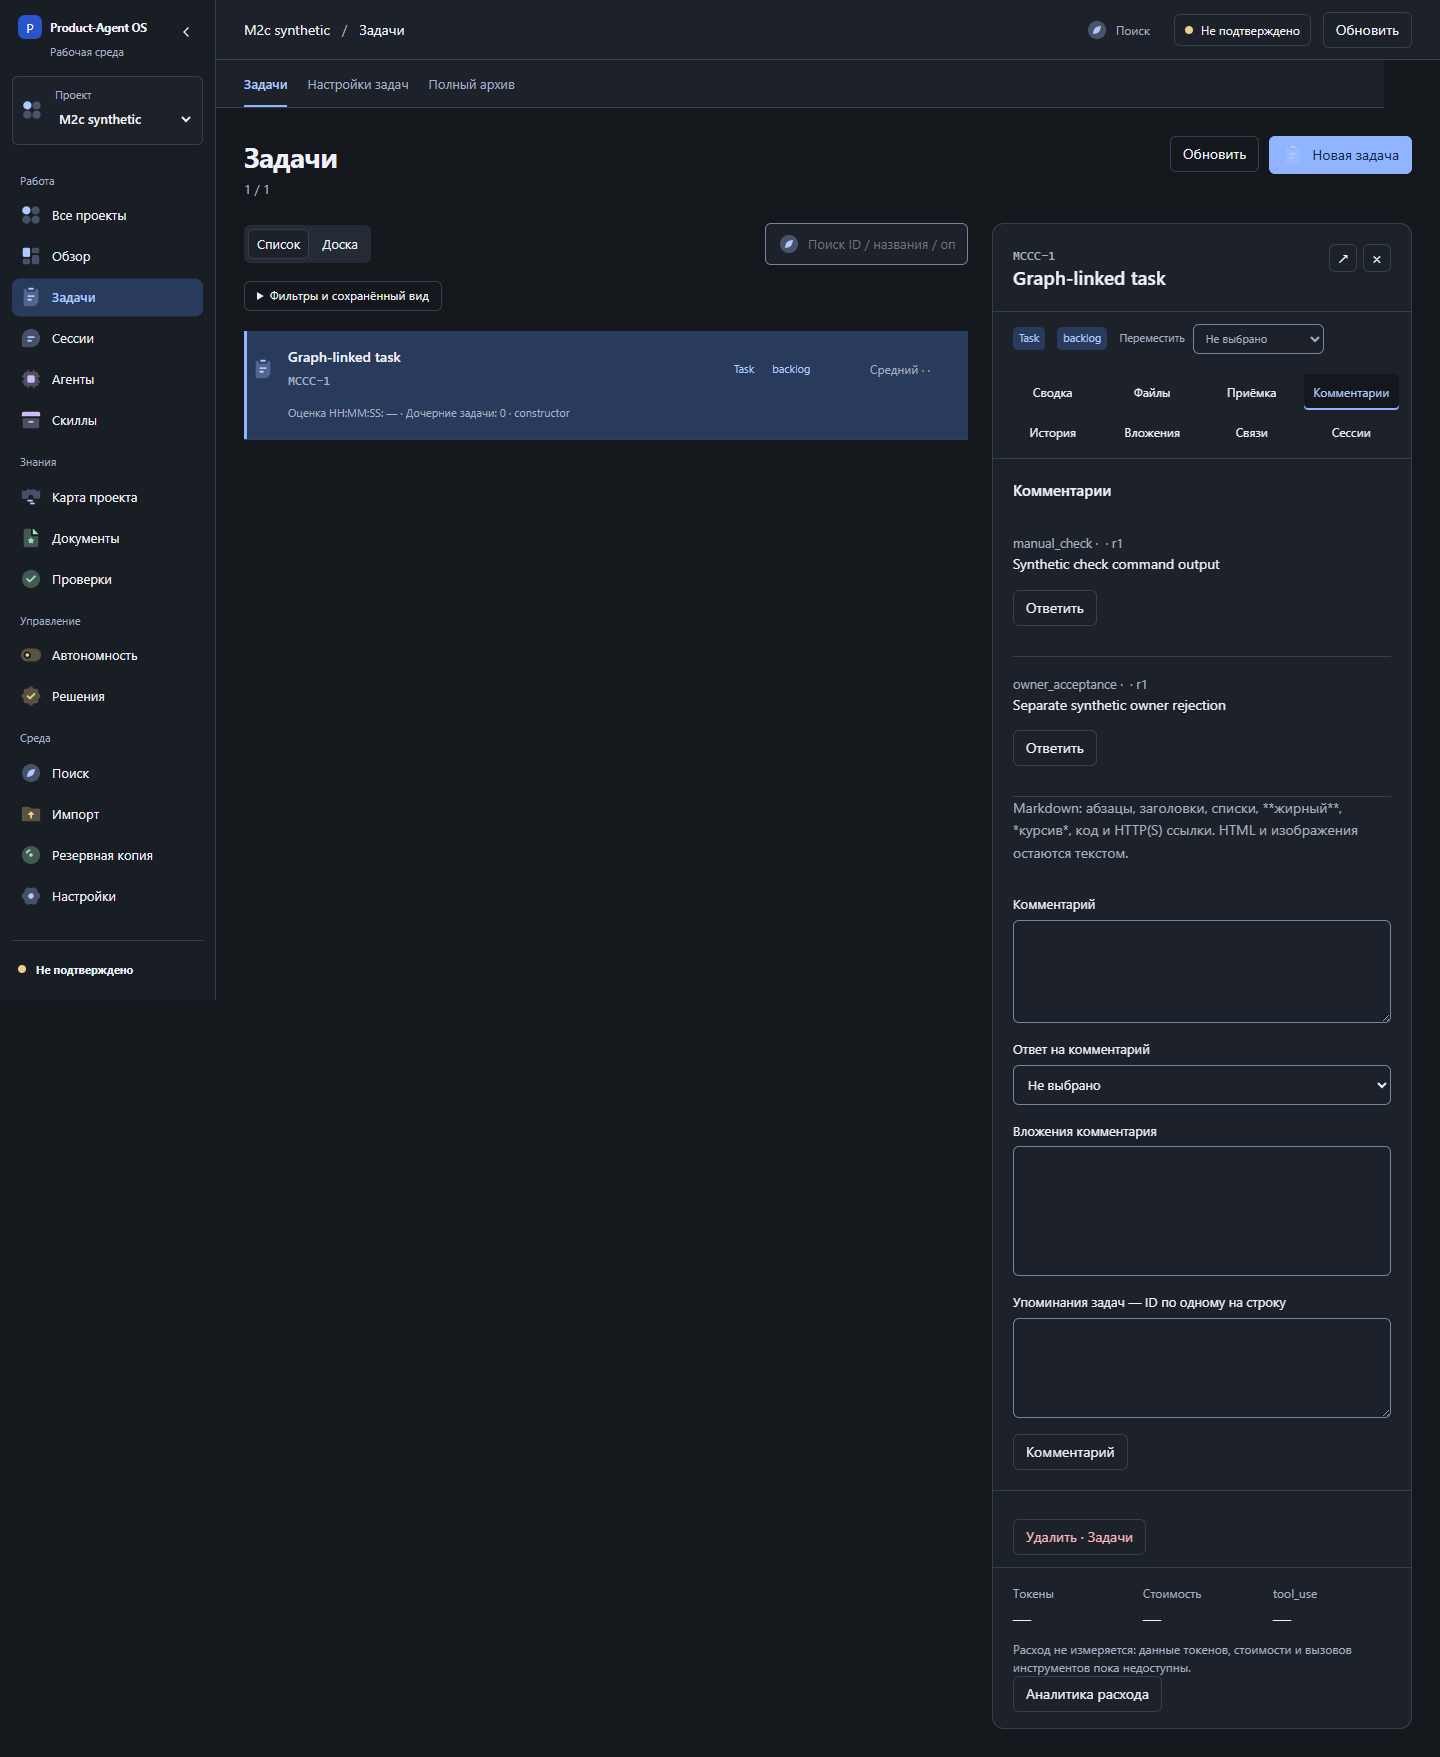 P
Product-Agent OS
Рабочая среда
Проект
M2c synthetic
Работа
Все проекты
Обзор
Задачи
Сессии
Агенты
Скиллы
Знания
Карта проекта
Документы
Проверки
Управление
Автономность
Решения
Среда
Поиск
Импорт
Резервная копия
Настройки
Не подтверждено
M2c synthetic / Задачи
Поиск
Не подтверждено
Обновить
Задачи Настройки задач Полный архив
Задачи
1 / 1
Обновить
Новая задача
Список Доска
Поиск ID / названия / оп
Фильтры и сохранённый вид
Graph-linked task
MCCC-1
Task backlog Средний · ·
Оценка HH:MM:SS: — · Дочерние задачи: 0 · constructor
MCCC-1
Graph-linked task
Task backlog Переместить Не выбрано
Сводка Файлы Приёмка Комментарии
История Вложения Связи Сессии
Комментарии
manual_check · · r1
Synthetic check command output
Ответить
owner_acceptance · · r1
Separate synthetic owner rejection
Ответить
Markdown: абзацы, заголовки, списки, **жирный**,
*курсив*, код и HTTP(S) ссылки. HTML и изображения
остаются текстом.
Комментарий
Ответ на комментарий
Не выбрано
Вложения комментария
Упоминания задач — ID по одному на строку
Комментарий
Удалить · Задачи
Токены Стоимость tool_use
— — —
Расход не измеряется: данные токенов, стоимости и вызовов
инструментов пока недоступны.
Аналитика расхода